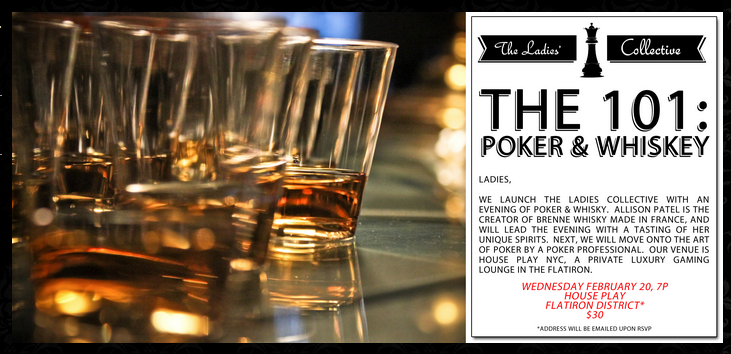 The Ladies' Collective
THE 101:
POKER & WHISKEY
LADIES,
WE LAUNCH THE LADIES COLLECTIVE WITH AN
EVENING OF POKER & WHISKY. ALLISON PATEL IS THE
CREATOR OF BRENNE WHISKY MADE IN FRANCE, AND
WILL LEAD THE EVENING WITH A TASTING OF HER
UNIQUE SPIRITS. NEXT, WE WILL MOVE ONTO THE ART
OF POKER BY A POKER PROFESSIONAL. OUR VENUE IS
HOUSE PLAY NYC, A PRIVATE LUXURY GAMING
LOUNGE IN THE FLATIRON.
WEDNESDAY FEBRUARY 20, 7P
HOUSE PLAY
FLATIRON DISTRICT*
$30
*ADDRESS WILL BE EMAILED UPON RSVP